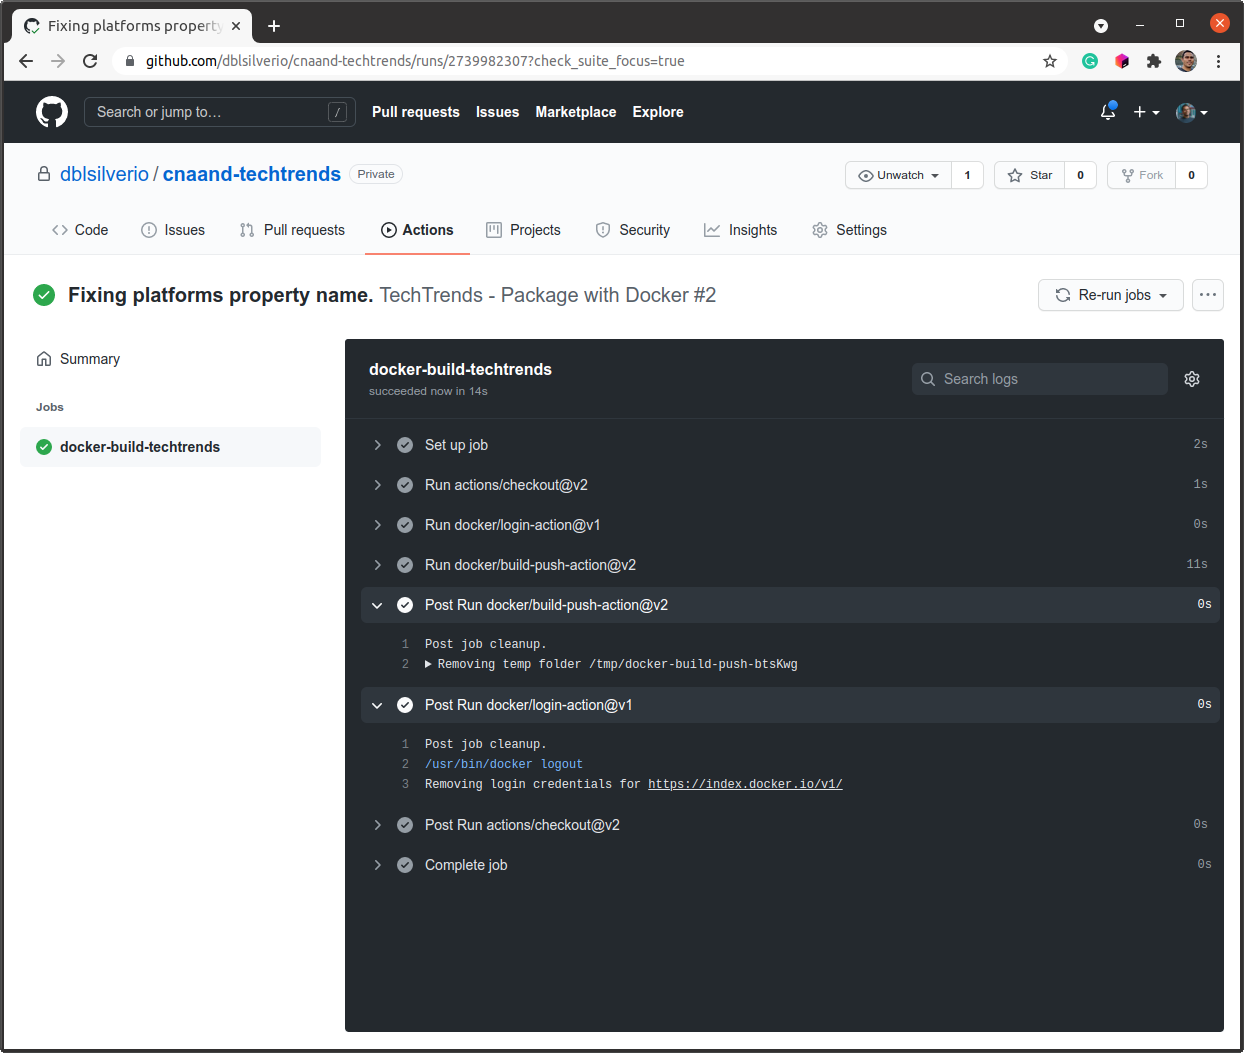 Fixing platforms property
github.com/dblsilverio/cnaand-techtrends/runs/2739982307?check_suite_focus=true
Search or jump to… / Pull requests Issues Marketplace Explore
dblsilverio / cnaand-techtrends Private Unwatch 1 Star 0 Fork 0
Code Issues Pull requests Actions Projects Security Insights Settings
Fixing platforms property name. TechTrends - Package with Docker #2 Re-run jobs
Summary
Jobs
docker-build-techtrends
docker-build-techtrends
succeeded now in 14s
Search logs
Set up job 2s
Run actions/checkout@v2 1s
Run docker/login-action@v1 0s
Run docker/build-push-action@v2 11s
Post Run docker/build-push-action@v2 0s
1 Post job cleanup.
2 Removing temp folder /tmp/docker-build-push-btsKwg
Post Run docker/login-action@v1 0s
1 Post job cleanup.
2 /usr/bin/docker logout
3 Removing login credentials for https://index.docker.io/v1/
Post Run actions/checkout@v2 0s
Complete job 0s